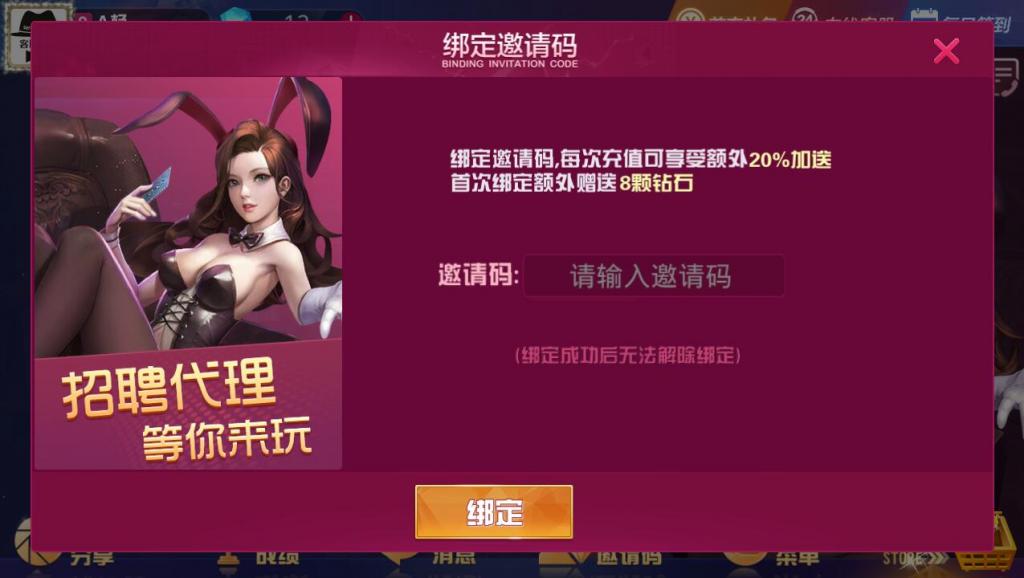 绑定邀请码
BINDING INVITATION CODE
绑定邀请码,每次充值可享受额外20%加送
首次绑定额外赠送8颗钻石
邀请码:
请输入邀请码
(绑定成功后无法解除绑定)
招聘代理
等你来玩
绑定
分享
战绩
消息
邀请码
菜单
STORE